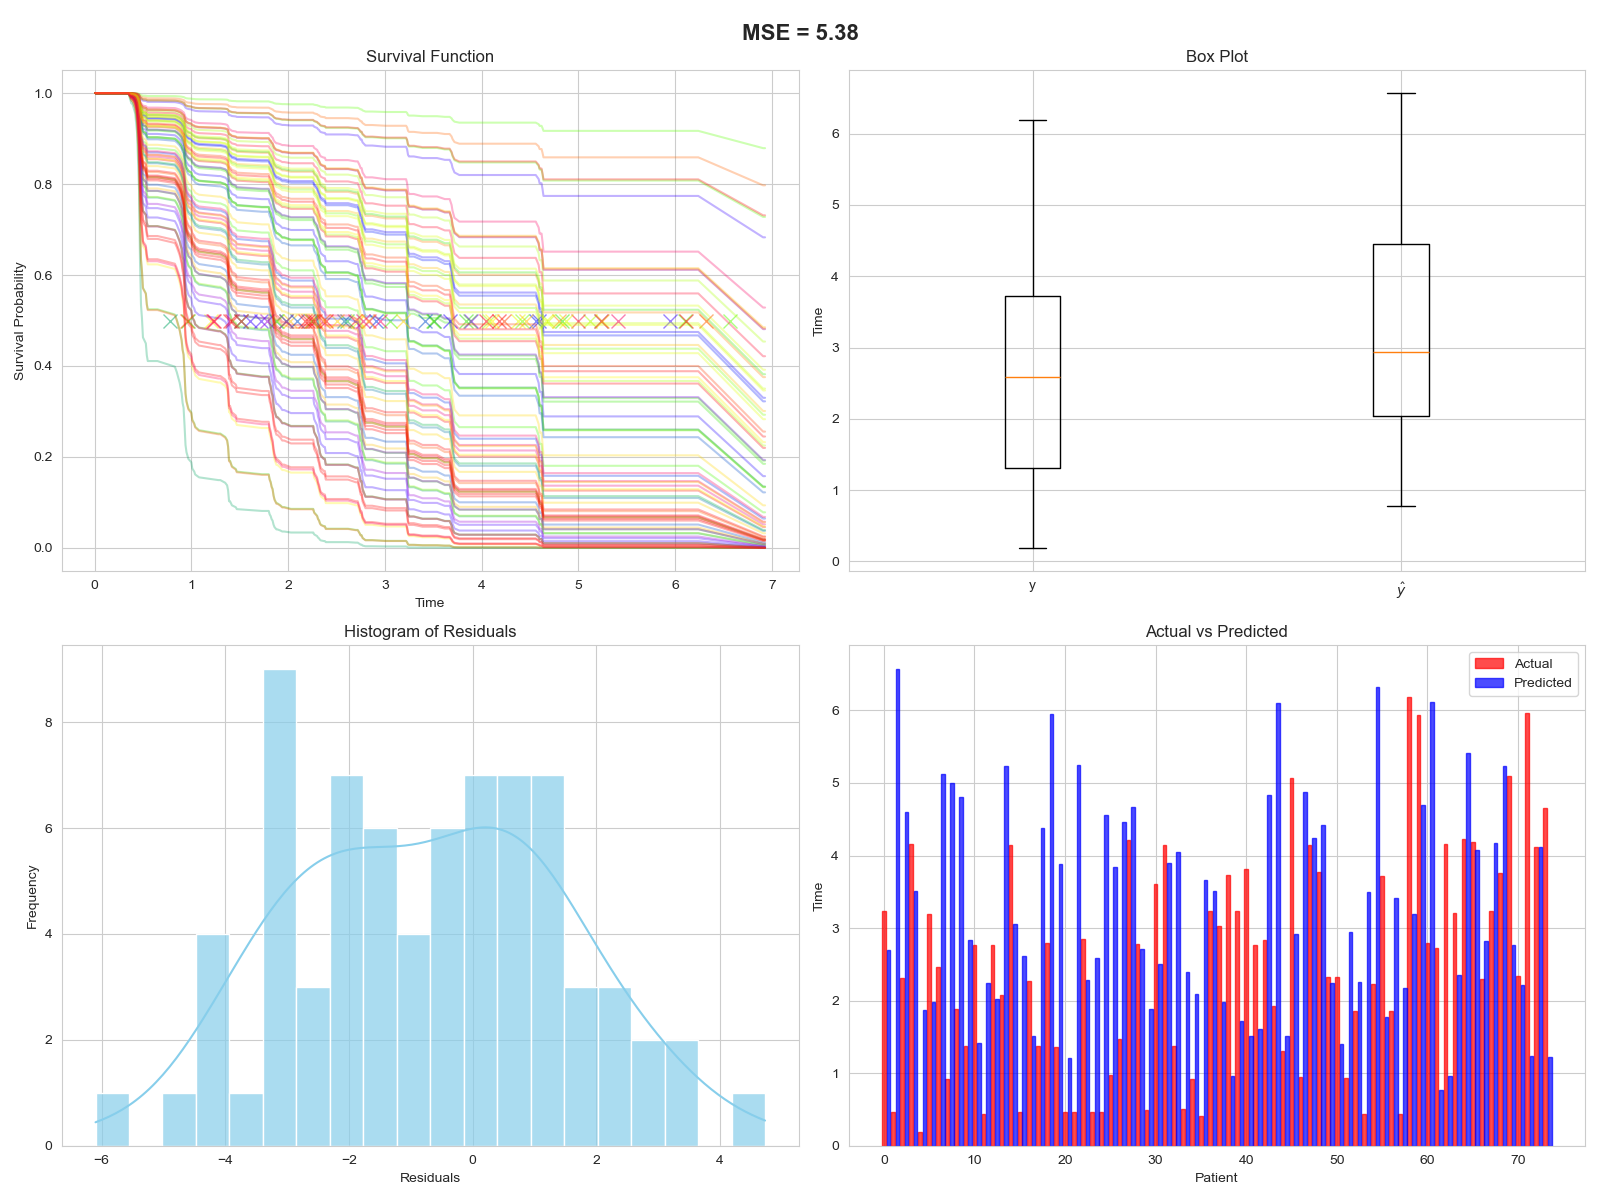 MSE = 5.38
Survival Function
Survival Probability
1.0
0.8
0.6
0.4
0.2
0.0
0 1 2 3 4 5 6 7
Time
Box Plot
Time
6
5
4
3
2
1
0
y ŷ
Histogram of Residuals
Frequency
8
6
4
2
0
−6 −4 −2 0 2 4
Residuals
Actual vs Predicted
Actual
Predicted
Time
6
5
4
3
2
1
0
0 10 20 30 40 50 60 70
Patient